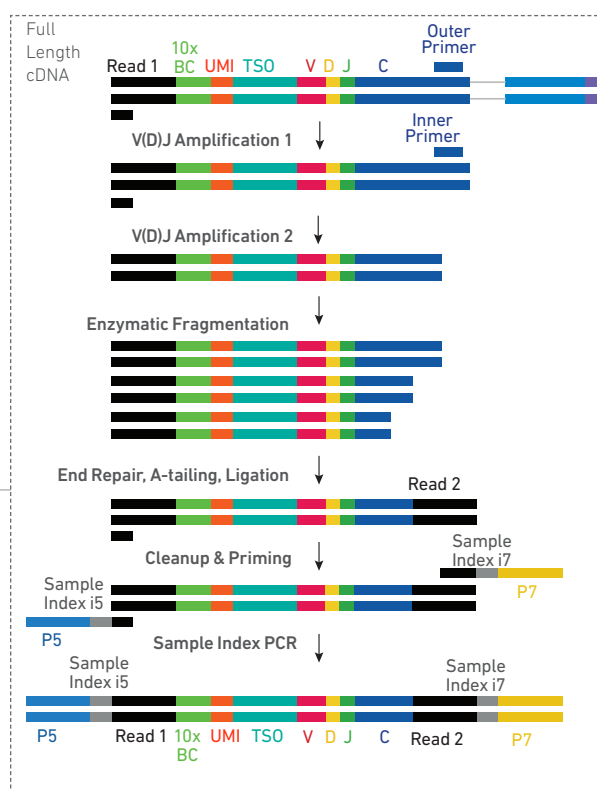 Full
Length
cDNA
Outer
Primer
Read 1
10x
BC
UMI
TSO
V
D
J
C
V(D)J Amplification 1
Inner
Primer
V(D)J Amplification 2
Enzymatic Fragmentation
End Repair, A-tailing, Ligation
Read 2
Cleanup & Priming
Sample
Index i7
P7
Sample
Index i5
P5
Sample Index PCR
Sample
Index i5
Sample
Index i7
P5
Read 1
10x
BC
UMI
TSO
V
D
J
C
Read 2
P7